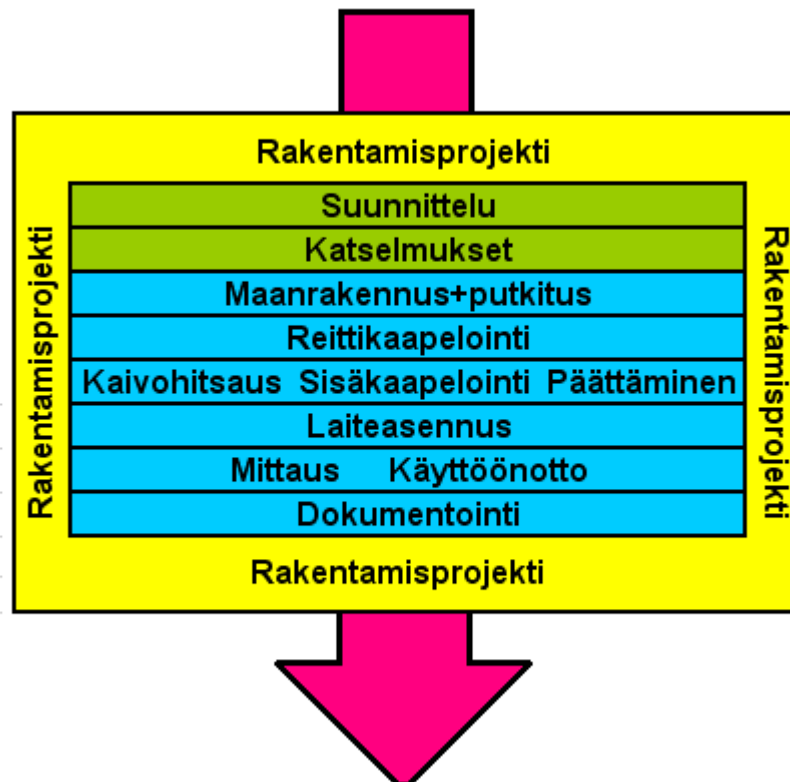 Rakentamisprojekti
Rakentamisprojekti
Suunnittelu
Katselmukset
Maanrakennus+putkitus
Reittikaapelointi
Kaivohitsaus Sisäkaapelointi Päättäminen
Laiteasennus
Mittaus Käyttöönotto
Dokumentointi
Rakentamisprojekti
Rakentamisprojekti